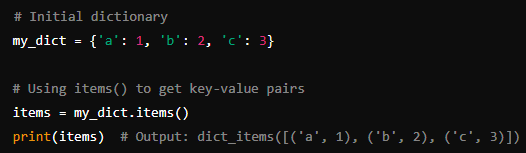 # Initial dictionary
my_dict = {'a': 1, 'b': 2, 'c': 3}
# Using items() to get key-value pairs
items = my_dict.items()
print(items)  # Output: dict_items([('a', 1), ('b', 2), ('c', 3)])